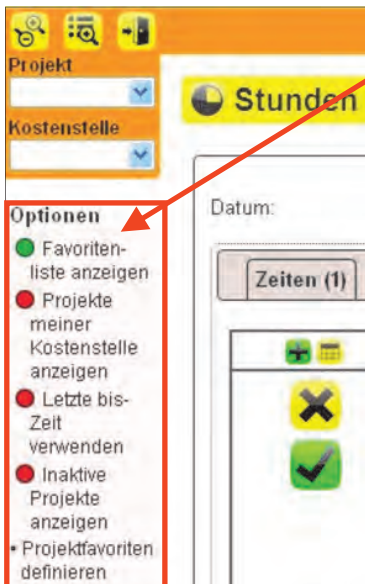 Projekt
Kostenstelle
Stunden
Optionen
Favoriten-
liste anzeigen
Projekte
meiner
Kostenstelle
anzeigen
Letzte bis-
Zeit
verwenden
Inaktive
Projekte
anzeigen
• Projektfavoriten
definieren
Datum:
Zeiten (1)